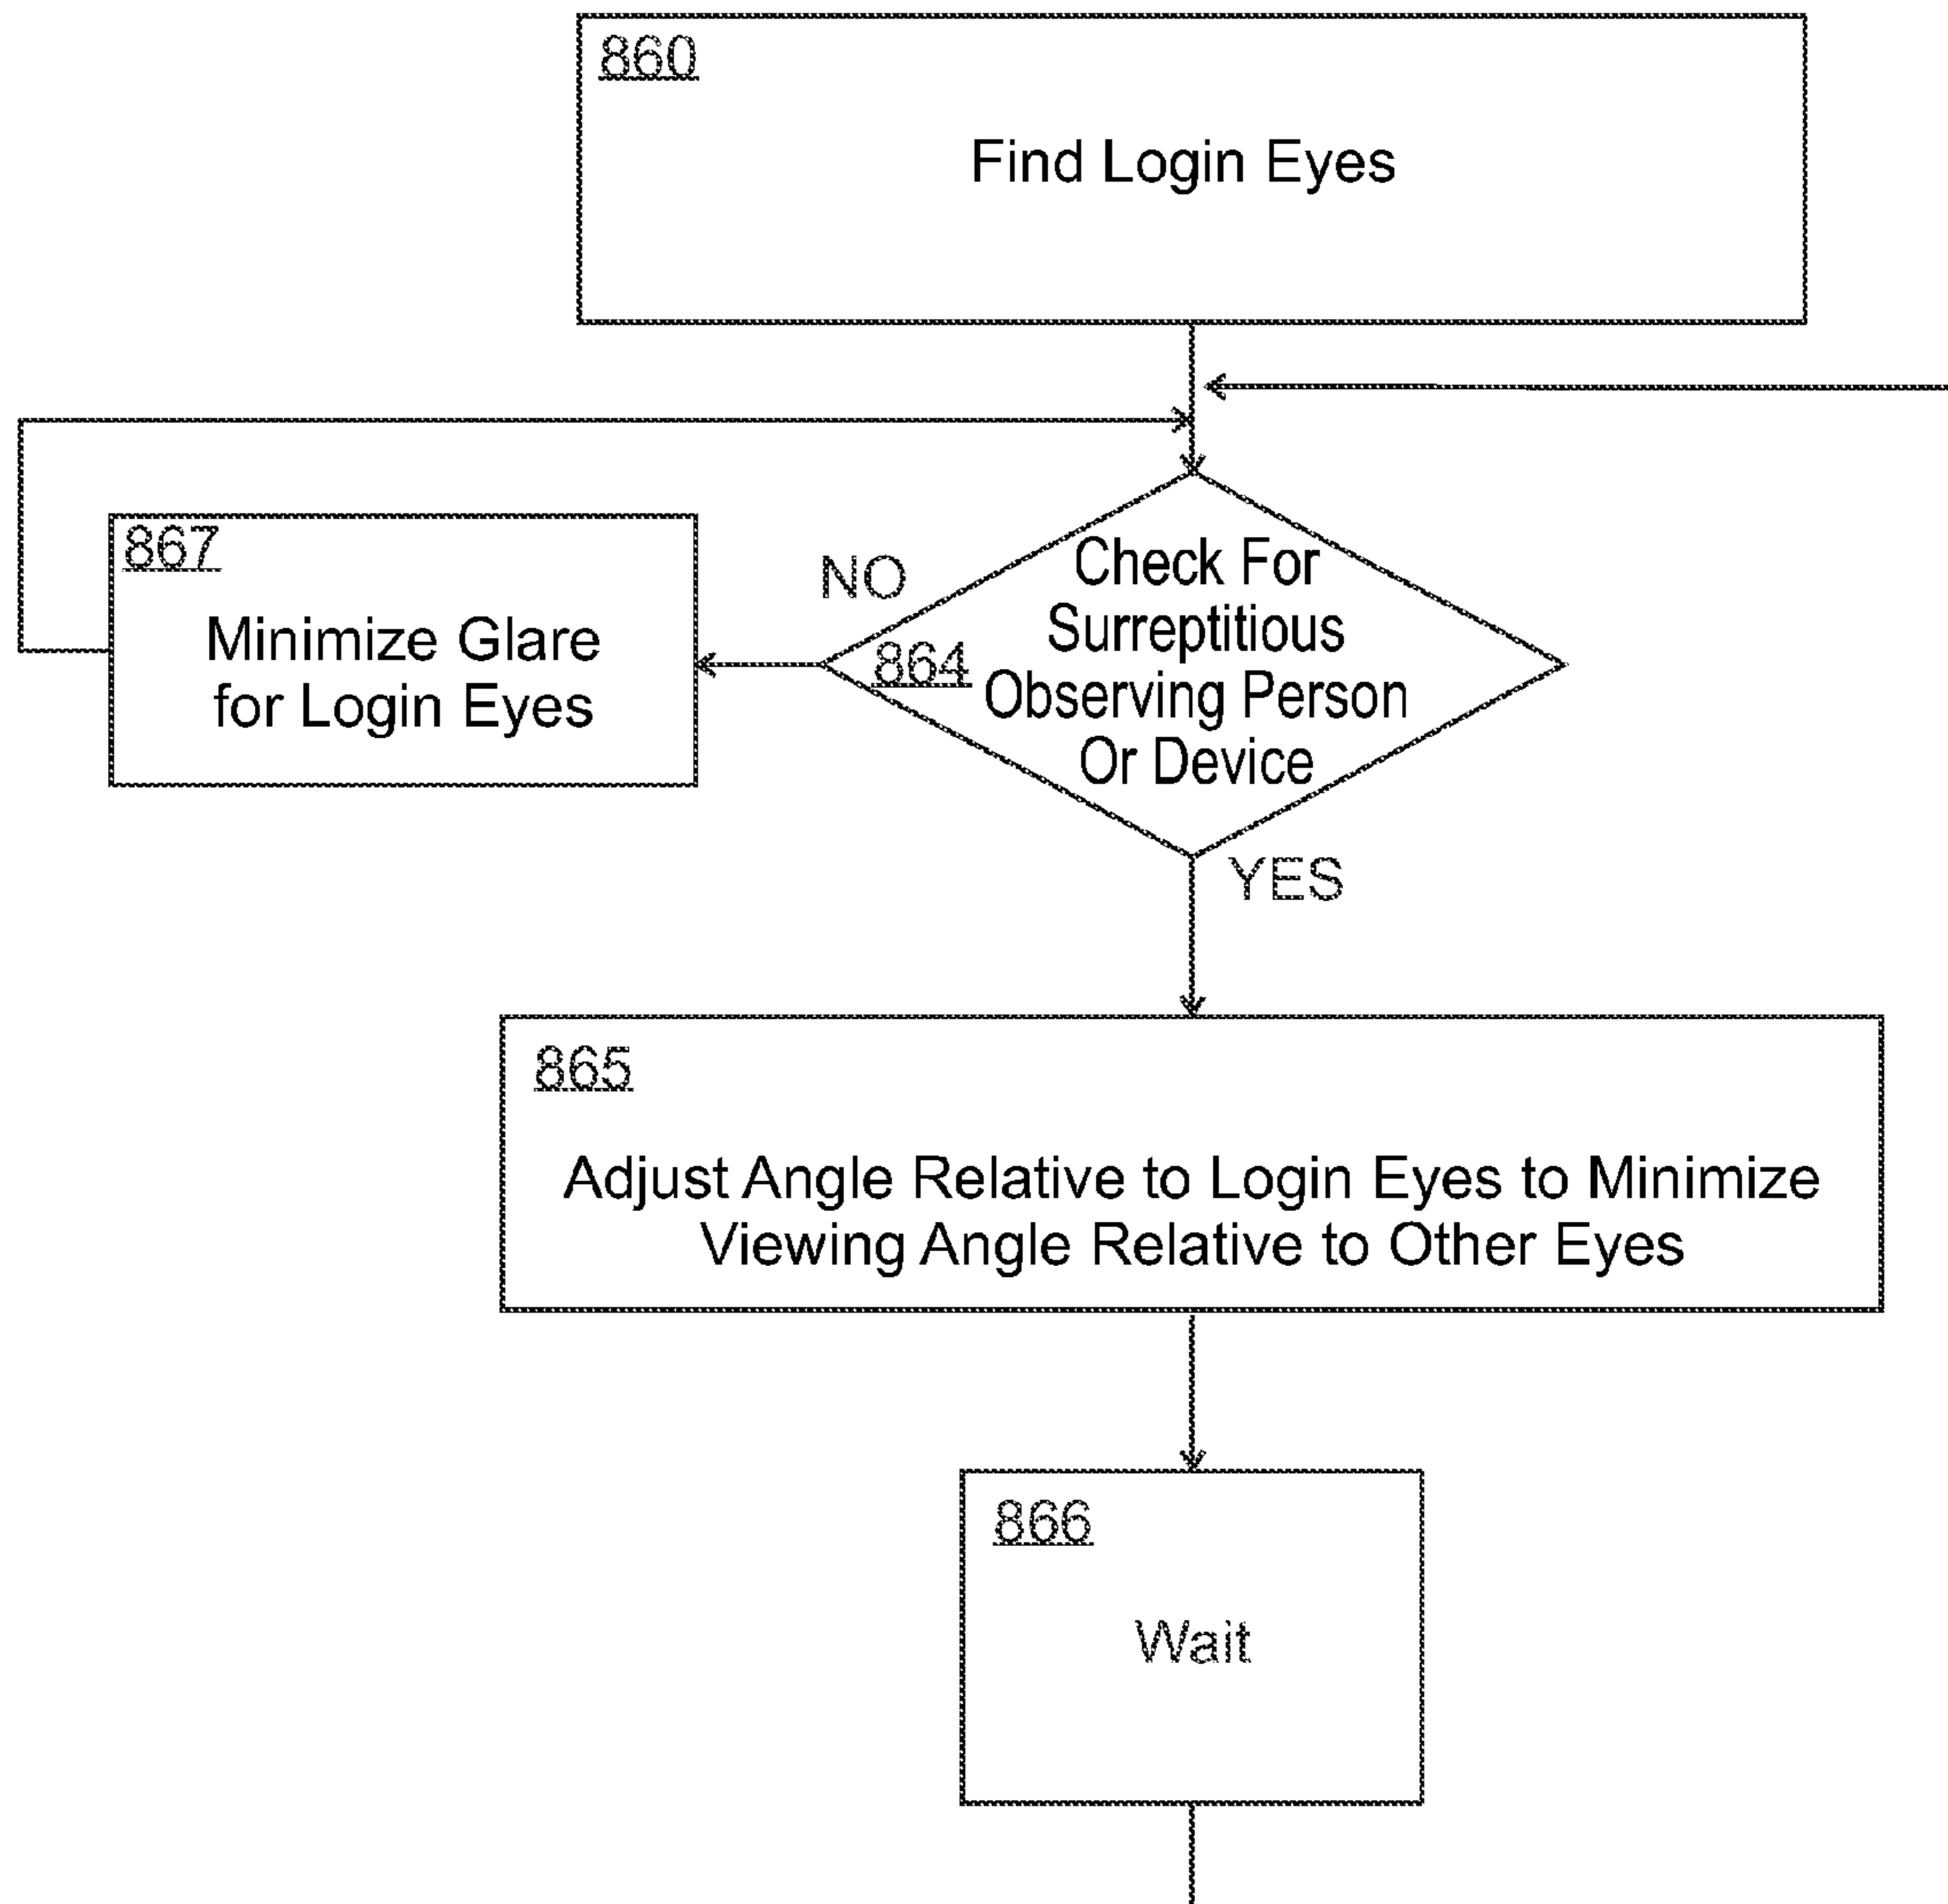 860
Find Login Eyes
867
Minimize Glare
for Login Eyes
NO
864
Check For
Surreptitious
Observing Person
Or Device
YES
865
Adjust Angle Relative to Login Eyes to Minimize
Viewing Angle Relative to Other Eyes
866
Wait